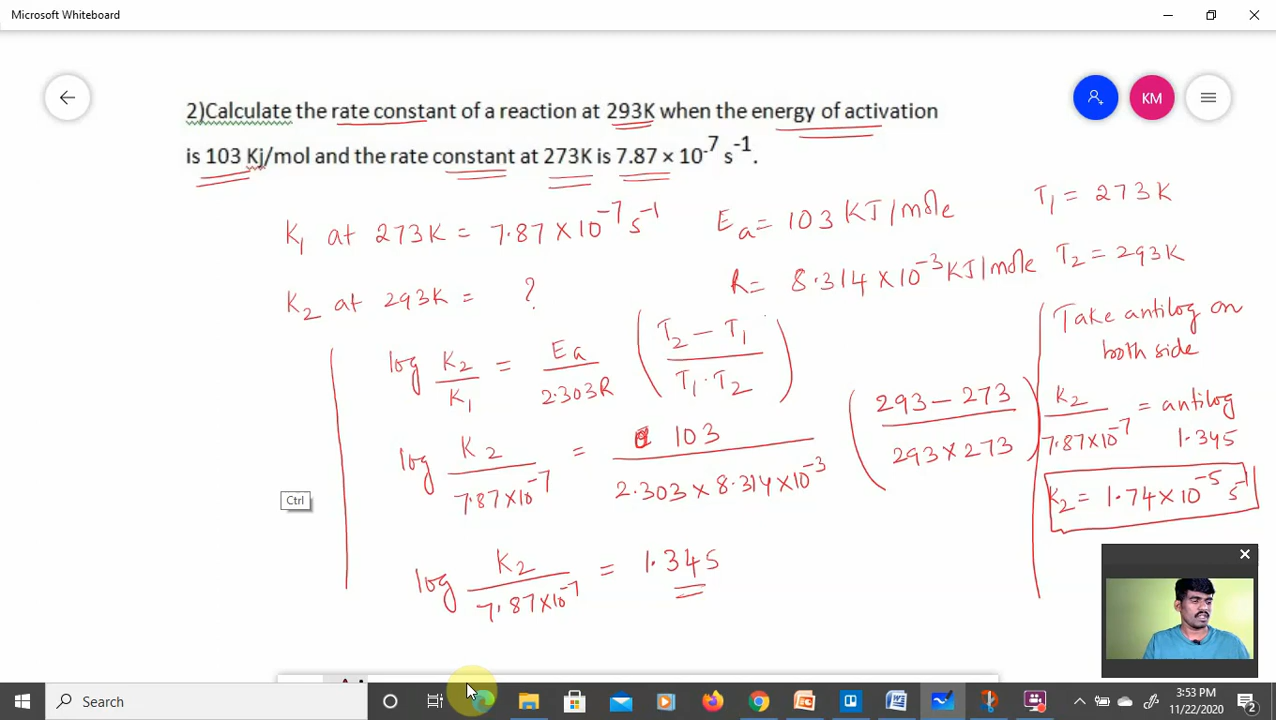 Microsoft Whiteboard
KM
2)Calculate the rate constant of a reaction at 293K when the energy of activation
is 103 Kj/mol and the rate constant at 273K is 7.87 × 10⁻⁷ s⁻¹.
K₁ at 273K = 7.87 × 10⁻⁷ s⁻¹
Ea = 103 KJ/mole
T₁ = 273K
K₂ at 293K = ?
R = 8.314 × 10⁻³ KJ/mole
T₂ = 293K
log K₂/K₁ = Ea/2.303R (T₂ − T₁/T₁·T₂)
log K₂/7.87×10⁻⁷ = 103/2.303 × 8.314×10⁻³ (293 − 273/293 × 273)
log K₂/7.87×10⁻⁷ = 1.345
Take antilog on
both side
K₂/7.87×10⁻⁷ = antilog
1.345
K₂ = 1.74×10⁻⁵ s⁻¹
Ctrl
Search
3:53 PM
11/22/2020
2